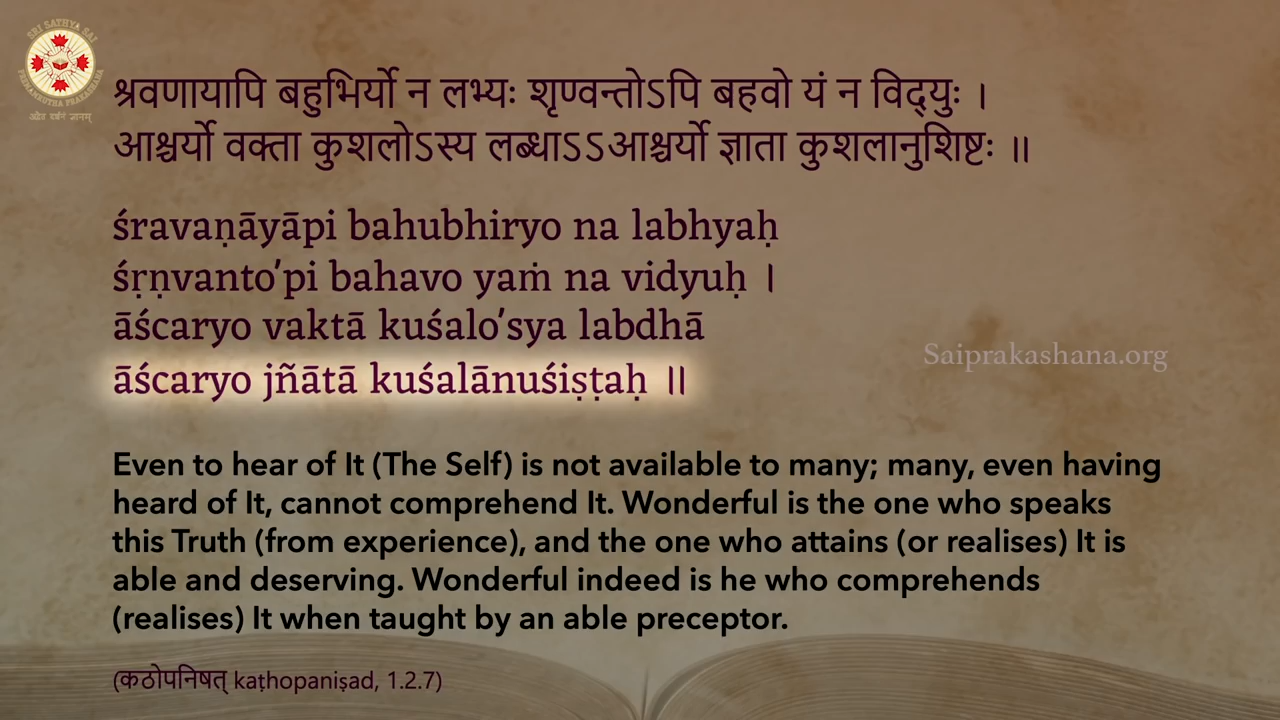 SRI SATHYA SAI
PREMAMRUTHA PRAKASHANA
श्रवणायापि बहुभिर्यो न लभ्यः शृण्वन्तोऽपि बहवो यं न विद्युः ।
आश्चर्यो वक्ता कुशलोऽस्य लब्धाऽऽआश्चर्यो ज्ञाता कुशलानुशिष्टः ॥
śravaṇāyāpi bahubhiryo na labhyaḥ
śṛṇvanto’pi bahavo yaṁ na vidyuḥ ।
āścaryo vaktā kuśalo’sya labdhā
Saiprakashana.org
āścaryo jñātā kuśalānuśiṣṭaḥ ॥
Even to hear of It (The Self) is not available to many; many, even having
heard of It, cannot comprehend It. Wonderful is the one who speaks
this Truth (from experience), and the one who attains (or realises) It is
able and deserving. Wonderful indeed is he who comprehends
(realises) It when taught by an able preceptor.
(कठोपनिषत् kaṭhopaniṣad, 1.2.7)